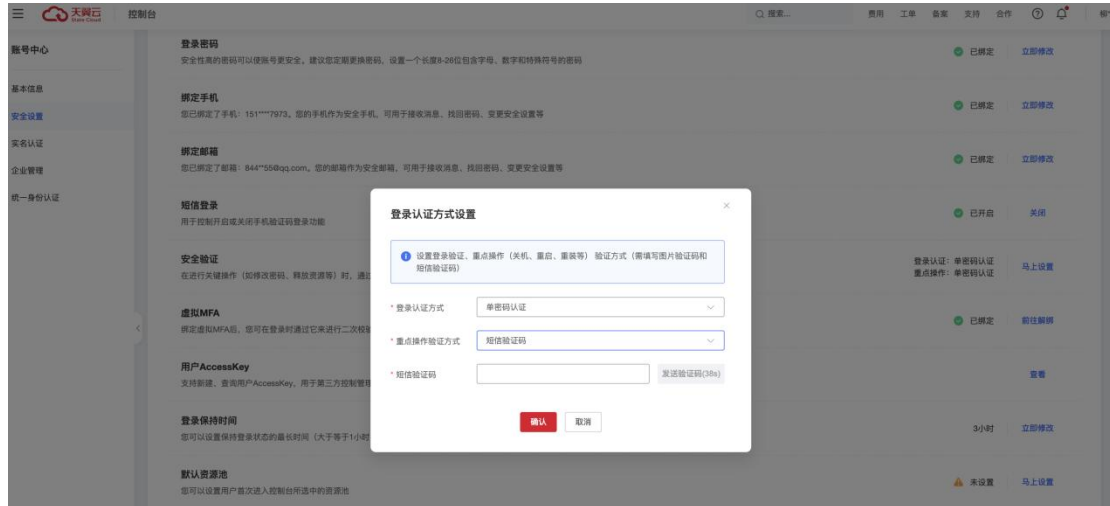 天翼云
State Cloud
控制台
搜索...
费用 工单 备案 支持 合作
账号中心
基本信息
安全设置
实名认证
企业管理
统一身份认证
登录密码
安全性高的密码可以使账号更安全。建议您定期更换密码，设置一个长度8-26位包含字母、数字和特殊符号的密码
已绑定 立即修改
绑定手机
您已绑定了手机：151****7973。您的手机作为安全手机，可用于接收消息、找回密码、变更安全设置等
已绑定 立即修改
绑定邮箱
您已绑定了邮箱：844**55@qq.com。您的邮箱作为安全邮箱，可用于接收消息、找回密码、变更安全设置等
已绑定 立即修改
短信登录
用于控制开启或关闭手机验证码登录功能
已开启 关闭
安全验证
在进行关键操作（如修改密码、释放资源等）时，通过
登录认证：单密码认证
重点操作：单密码认证
马上设置
虚拟MFA
绑定虚拟MFA后，您可在登录时通过它来进行二次校验
已绑定 前往解绑
用户AccessKey
支持新建、查询用户AccessKey，用于第三方控制管理
查看
登录保持时间
您可以设置保持登录状态的最长时间（大于等于1小时
3小时 立即修改
默认资源池
您可以设置用户首次进入控制台所选中的资源池
未设置 马上设置
登录认证方式设置
设置登录验证、重点操作（关机、重启、重装等） 验证方式（需填写图片验证码和
短信验证码）
* 登录认证方式 单密码认证
* 重点操作验证方式 短信验证码
* 短信验证码 发送验证码(38s)
确认 取消